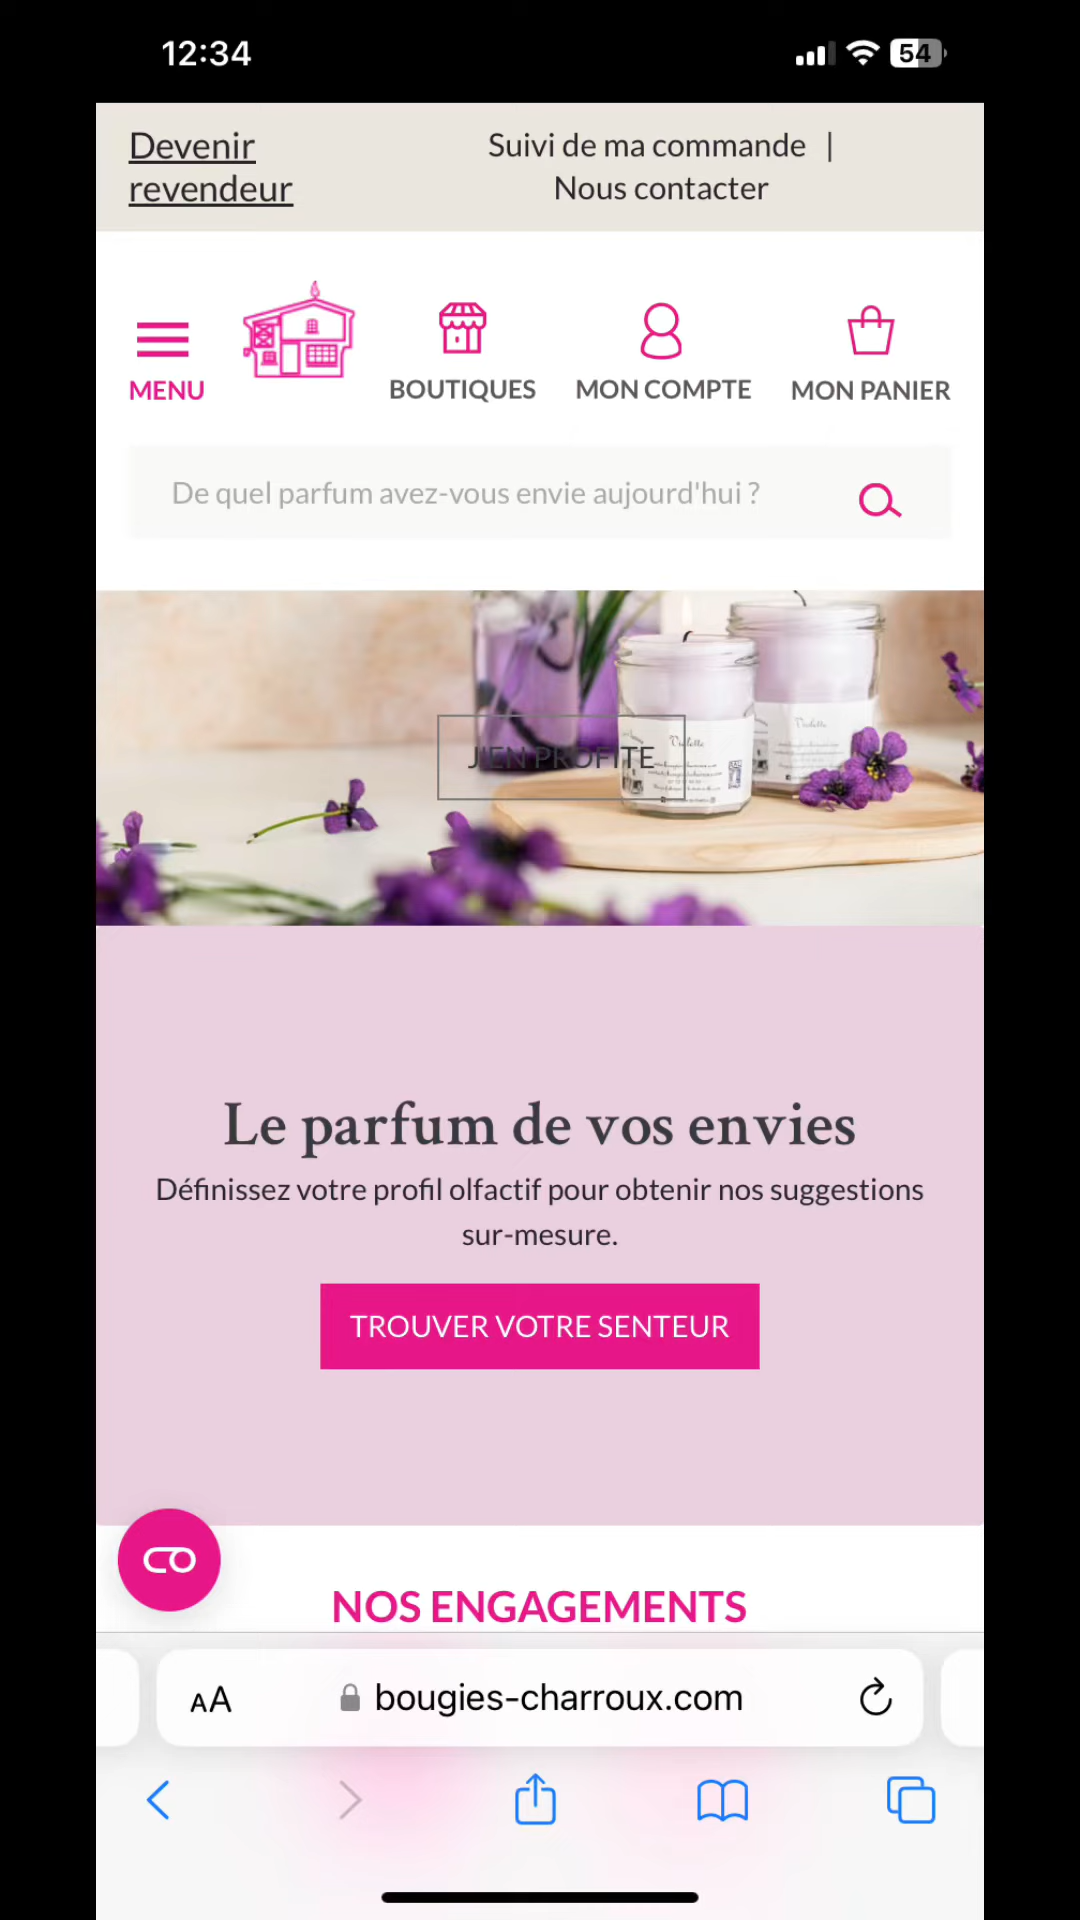 12:34
54
Devenir
revendeur
Suivi de ma commande |
Nous contacter
MENU
BOUTIQUES
MON COMPTE
MON PANIER
De quel parfum avez-vous envie aujourd'hui ?
Violette
Violette
J'EN PROFITE
Le parfum de vos envies
Définissez votre profil olfactif pour obtenir nos suggestions
sur-mesure.
TROUVER VOTRE SENTEUR
NOS ENGAGEMENTS
AA
bougies-charroux.com